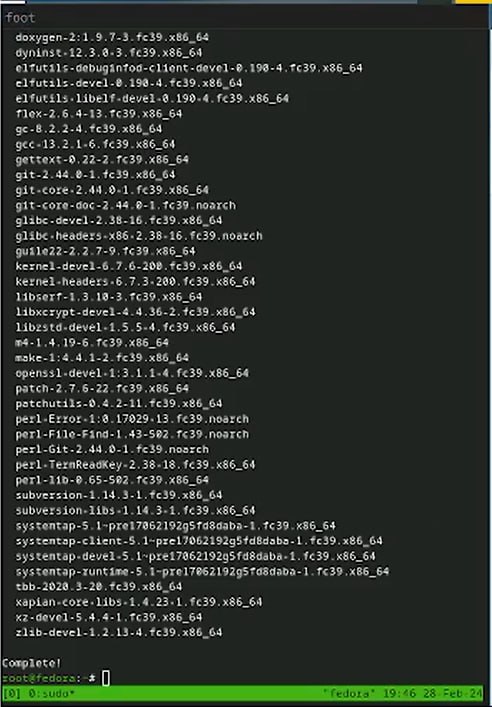 foot
doxygen-2:1.9.7-3.fc39.x86_64
dyninst-12.3.0-3.fc39.x86_64
elfutils-debuginfod-client-devel-0.190-4.fc39.x86_64
elfutils-devel-0.190-4.fc39.x86_64
elfutils-libelf-devel-0.190-4.fc39.x86_64
flex-2.6.4-13.fc39.x86_64
gc-8.2.2-4.fc39.x86_64
gcc-13.2.1-6.fc39.x86_64
gettext-0.22-2.fc39.x86_64
git-2.44.0-1.fc39.x86_64
git-core-2.44.0-1.fc39.x86_64
git-core-doc-2.44.0-1.fc39.noarch
glibc-devel-2.38-16.fc39.x86_64
glibc-headers-x86-2.38-16.fc39.noarch
guile22-2.2.7-9.fc39.x86_64
kernel-devel-6.7.6-200.fc39.x86_64
kernel-headers-6.7.3-200.fc39.x86_64
libserf-1.3.10-3.fc39.x86_64
libxcrypt-devel-4.4.36-2.fc39.x86_64
libzstd-devel-1.5.5-4.fc39.x86_64
m4-1.4.19-6.fc39.x86_64
make-1:4.4.1-2.fc39.x86_64
openssl-devel-1:3.1.1-4.fc39.x86_64
patch-2.7.6-22.fc39.x86_64
patchutils-0.4.2-11.fc39.x86_64
perl-Error-1:0.17029-13.fc39.noarch
perl-File-Find-1.43-502.fc39.noarch
perl-Git-2.44.0-1.fc39.noarch
perl-TermReadKey-2.38-18.fc39.x86_64
perl-lib-0.65-502.fc39.x86_64
subversion-1.14.3-1.fc39.x86_64
subversion-libs-1.14.3-1.fc39.x86_64
systemtap-5.1~pre17062192g5fd8daba-1.fc39.x86_64
systemtap-client-5.1~pre17062192g5fd8daba-1.fc39.x86_64
systemtap-devel-5.1~pre17062192g5fd8daba-1.fc39.x86_64
systemtap-runtime-5.1~pre17062192g5fd8daba-1.fc39.x86_64
tbb-2020.3-20.fc39.x86_64
xapian-core-libs-1.4.23-1.fc39.x86_64
xz-devel-5.4.4-1.fc39.x86_64
zlib-devel-1.2.13-4.fc39.x86_64
Complete!
root@fedora:~#
[0] 0:sudo* "fedora" 19:46 28-Feb-24